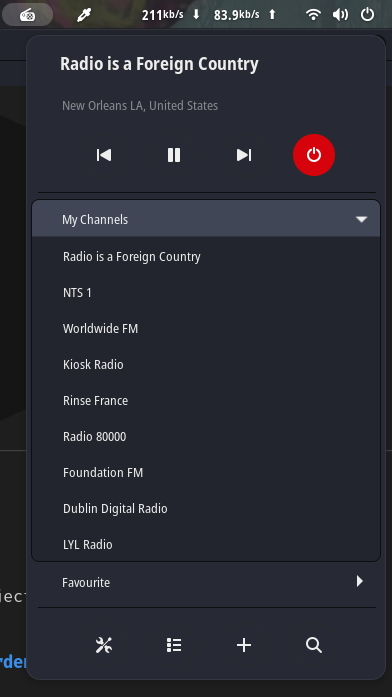 211kb/s 83.9kb/s
Radio is a Foreign Country
New Orleans LA, United States
My Channels
Radio is a Foreign Country
NTS 1
Worldwide FM
Kiosk Radio
Rinse France
Radio 80000
Foundation FM
Dublin Digital Radio
LYL Radio
Favourite